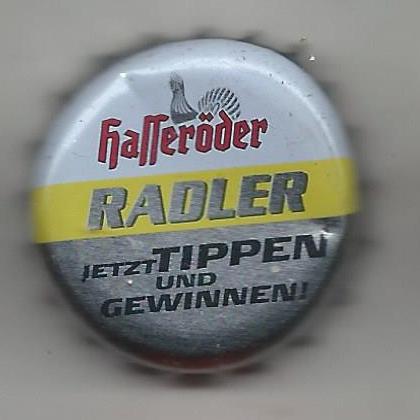 Hasseröder
RADLER
JETZT TIPPEN
UND
GEWINNEN!